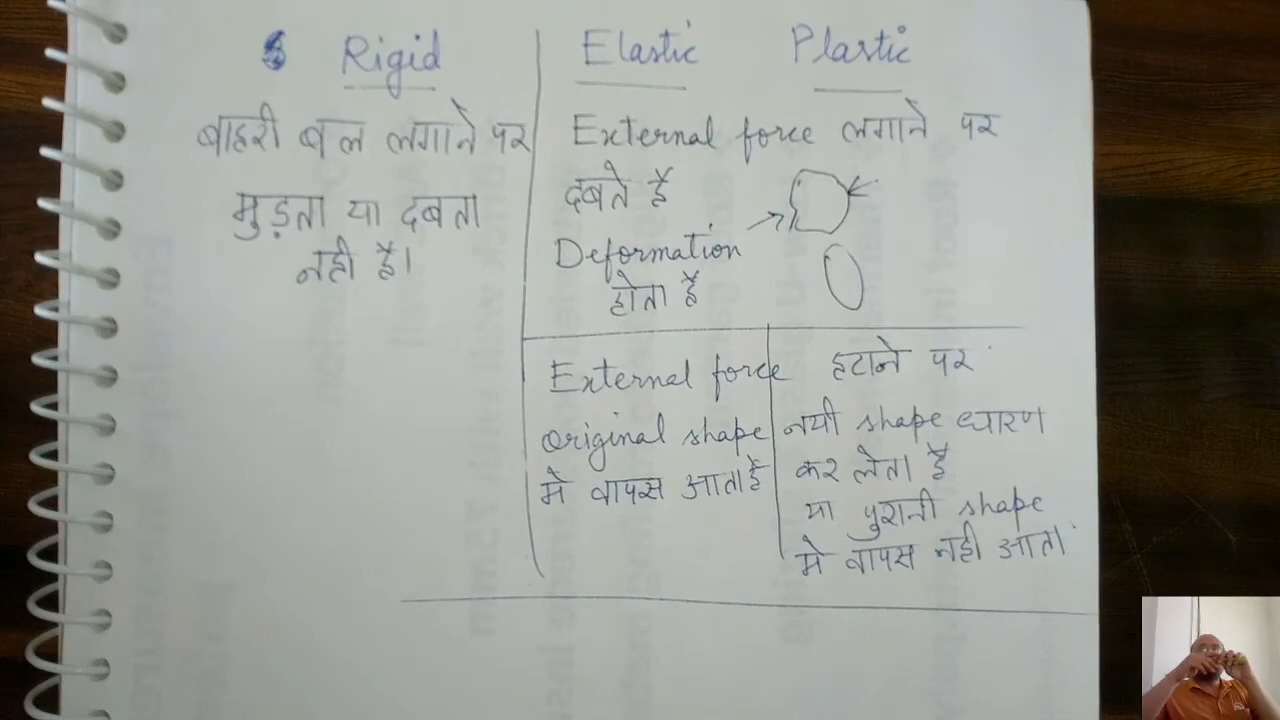 Rigid
बाहरी बल लगाने पर
मुड़ता या दबता
नही है।
Elastic Plastic
External force लगाने पर
दबते है
Deformation
होता है
External force हटाने पर
original shape
मे वापस आता है
नयी shape धारण
कर लेता है
या पुरानी shape
मे वापस नही आता